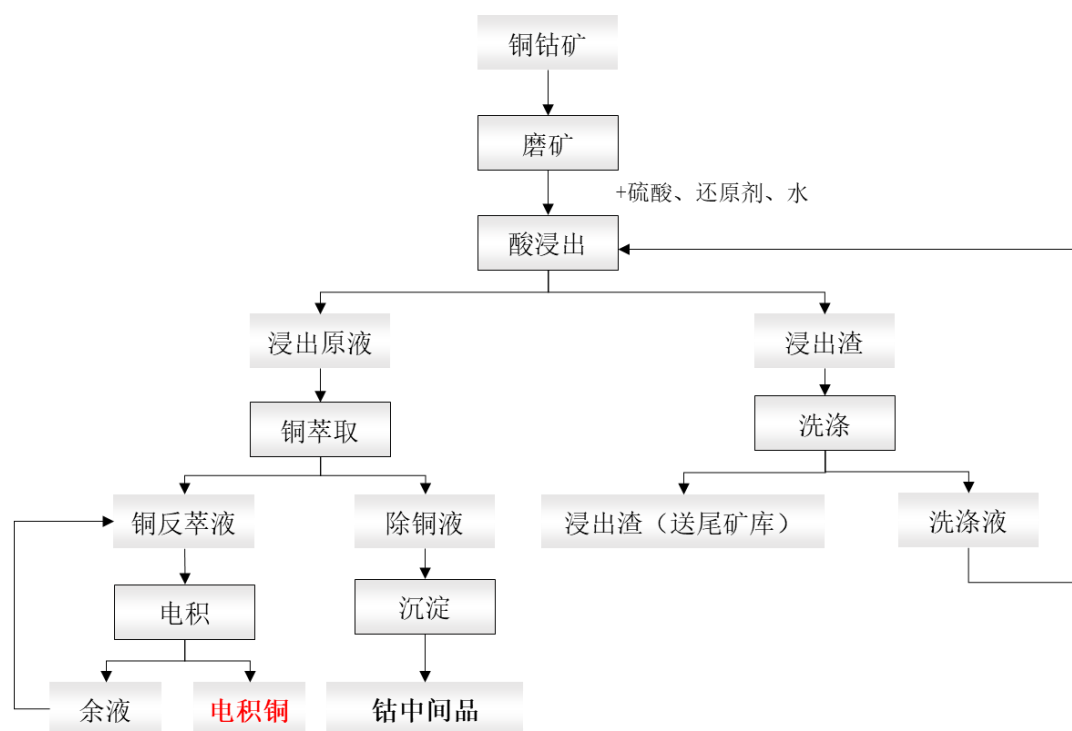 铜钴矿
磨矿
+硫酸、还原剂、水
酸浸出
浸出原液
浸出渣
铜萃取
洗涤
铜反萃液
除铜液
浸出渣（送尾矿库）
洗涤液
电积
沉淀
余液
电积铜
钴中间品